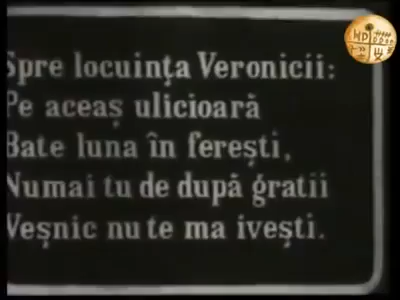 Spre locuința Veronicii:
Pe aceaș ulicioară
Bate luna în ferești,
Numai tu de după gratii
Veșnic nu te ma ivești.